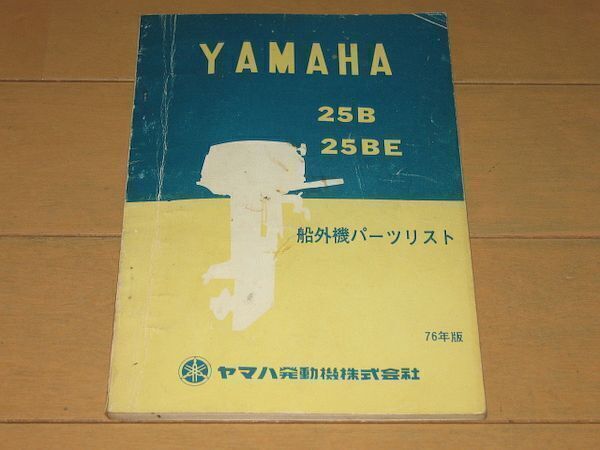 YAMAHA
25B
25BE
船外機パーツリスト
76年版
ヤマハ発動機株式会社